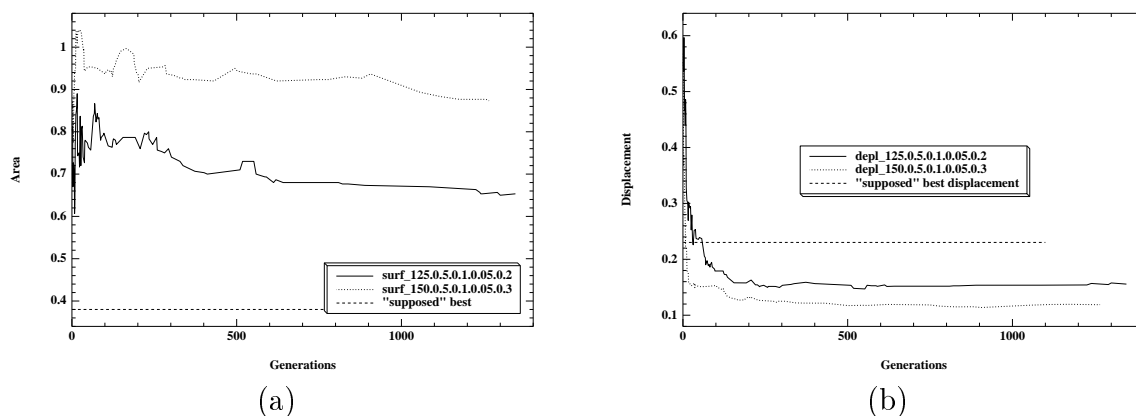 1
0.9
0.8
0.7
0.6
0.5
0.4
Area
0
500
1000
Generations
surf_125.0.5.0.1.0.05.0.2
surf_150.0.5.0.1.0.05.0.3
"supposed" best
(a)
0.6
0.5
0.4
0.3
0.2
0.1
Displacement
0
500
1000
Generations
depl_125.0.5.0.1.0.05.0.2
depl_150.0.5.0.1.0.05.0.3
"supposed" best displacement
(b)